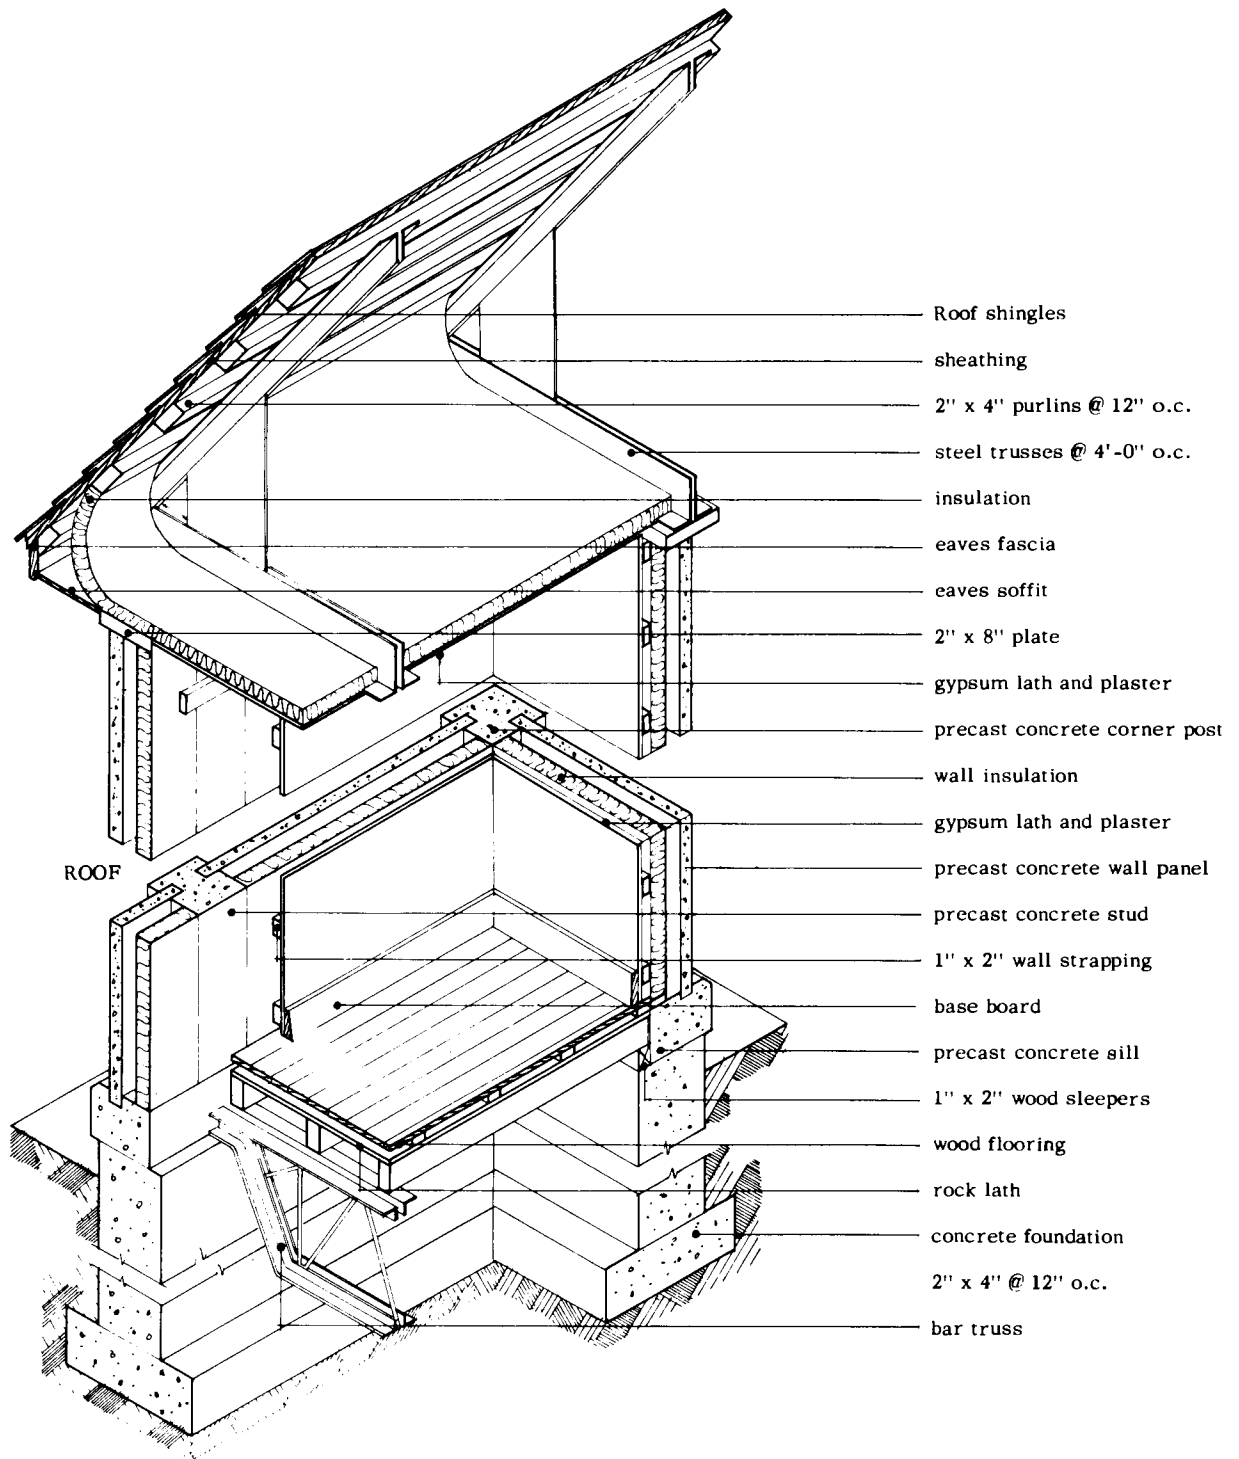 Roof shingles
sheathing
2" x 4" purlins @ 12" o.c.
steel trusses @ 4'-0" o.c.
insulation
eaves fascia
eaves soffit
2" x 8" plate
gypsum lath and plaster
precast concrete corner post
wall insulation
gypsum lath and plaster
precast concrete wall panel
ROOF
precast concrete stud
1" x 2" wall strapping
base board
precast concrete sill
1" x 2" wood sleepers
wood flooring
rock lath
concrete foundation
2" x 4" @ 12" o.c.
bar truss